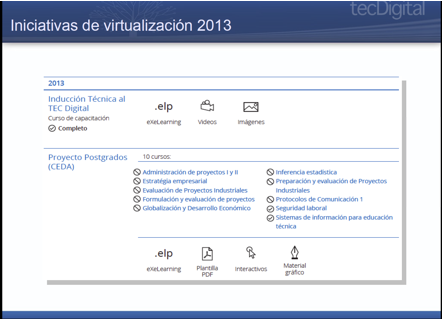 tecDigital
Iniciativas de virtualización 2013
2013
Inducción Técnica al
TEC Digital
Curso de capacitación
Completo
.elp
eXeLearning
Videos
Imágenes
Proyecto Postgrados
(CEDA)
10 cursos:
Administración de proyectos I y II
Estratégia empresarial
Evaluación de Proyectos Industriales
Formulación y evaluación de proyectos
Globalización y Desarrollo Económico
Inferencia estadística
Preparación y evaluación de Proyectos
Industriales
Protocolos de Comunicación 1
Seguridad laboral
Sistemas de información para educación
técnica
.elp
eXeLearning
Plantilla
PDF
Interactivos
Material
gráfico